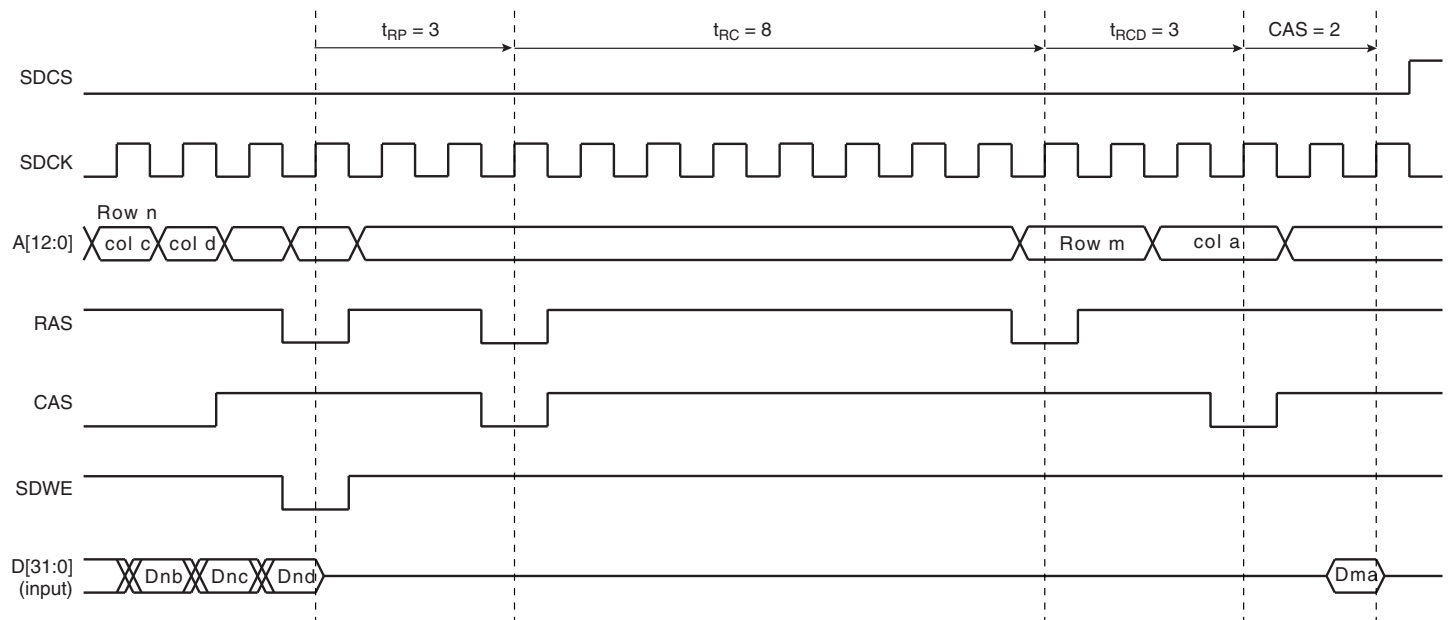 tRP = 3
tRC = 8
tRCD = 3
CAS = 2
SDCS
SDCK
Row n
A[12:0]
col c
col d
Row m
col a
RAS
CAS
SDWE
D[31:0]
(input)
Dnb
Dnc
Dnd
Dma